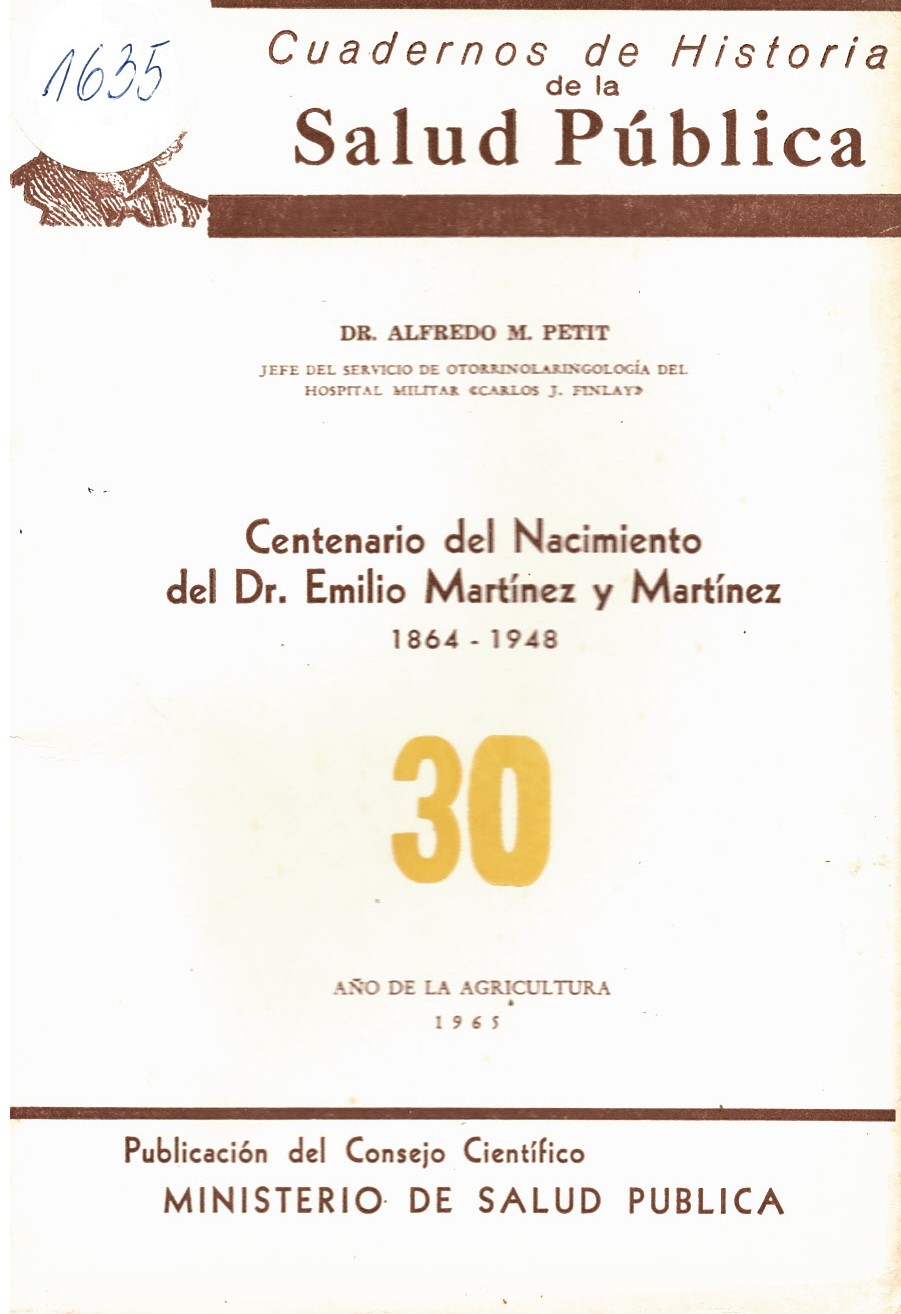 1635
Cuadernos de Historia
de la
Salud Pública
DR. ALFREDO M. PETIT
JEFE DEL SERVICIO DE OTORRINOLARINGOLOGÍA DEL
HOSPITAL MILITAR «CARLOS J. FINLAY»
Centenario del Nacimiento
del Dr. Emilio Martínez y Martínez
1864 - 1948
30
AÑO DE LA AGRICULTURA
1965
Publicación del Consejo Científico
MINISTERIO DE SALUD PUBLICA